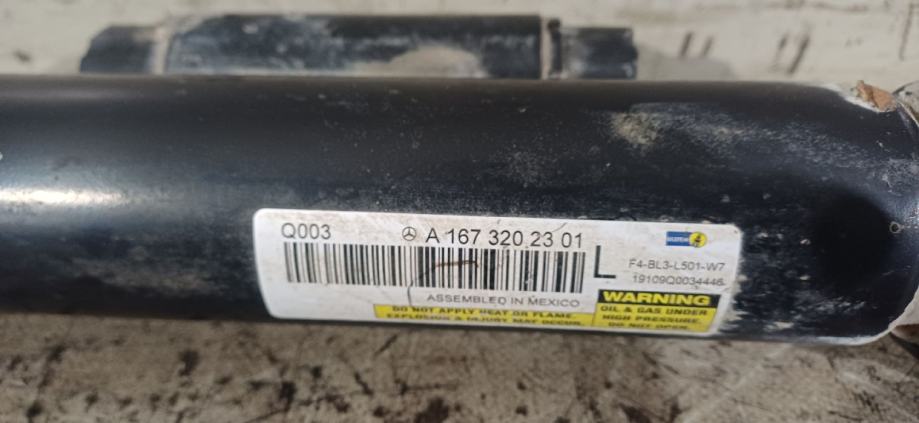 Q003 A 167 320 23 01
L
F4-BL3-L501-W7
19109Q0034446
ASSEMBLED IN MEXICO
DO NOT APPLY HEAT OR FLAME.
EXPLOSION & INJURY MAY OCCUR.
WARNING
OIL & GAS UNDER
HIGH PRESSURE.
DO NOT OPEN.